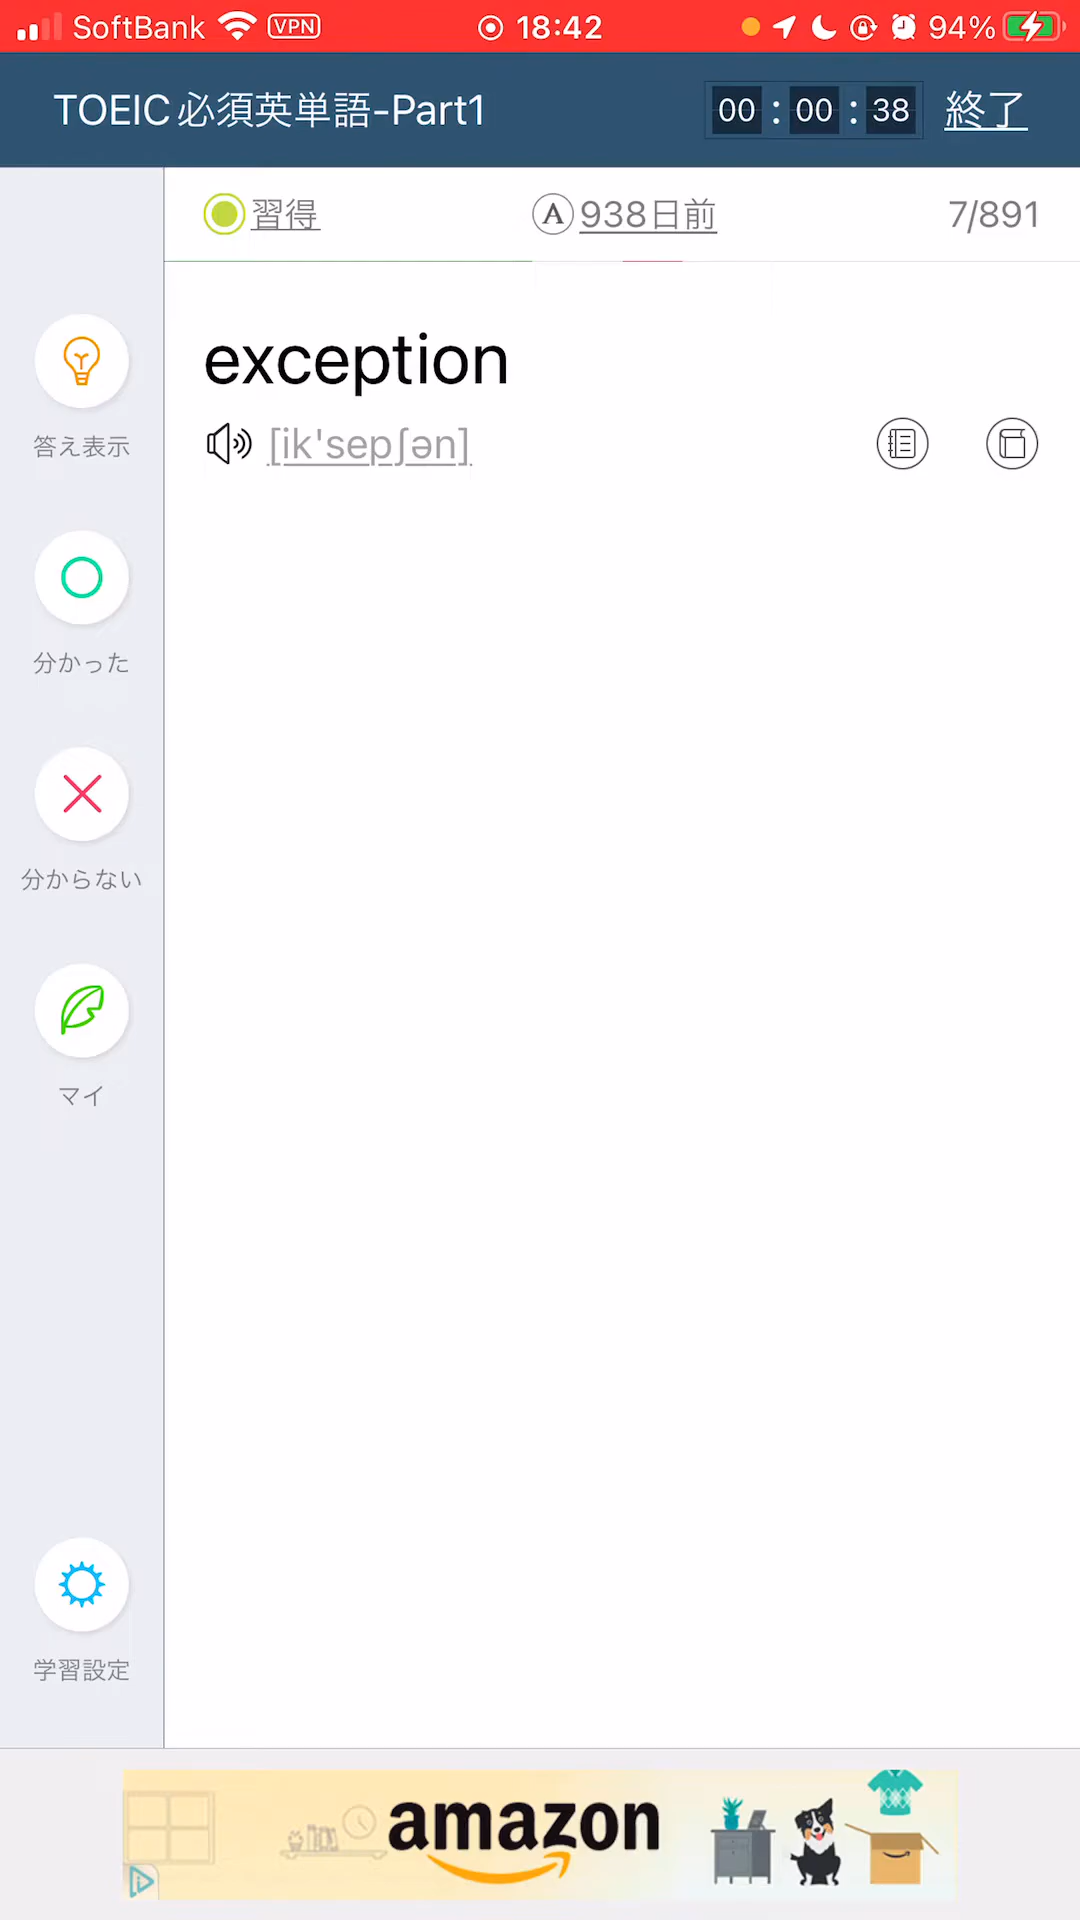 SoftBank VPN 18:42 94%
TOEIC必須英単語-Part1 00:00:38 終了
習得 A 938日前 7/891
exception
[ik'sepʃən]
答え表示
分かった
分からない
マイ
学習設定
amazon